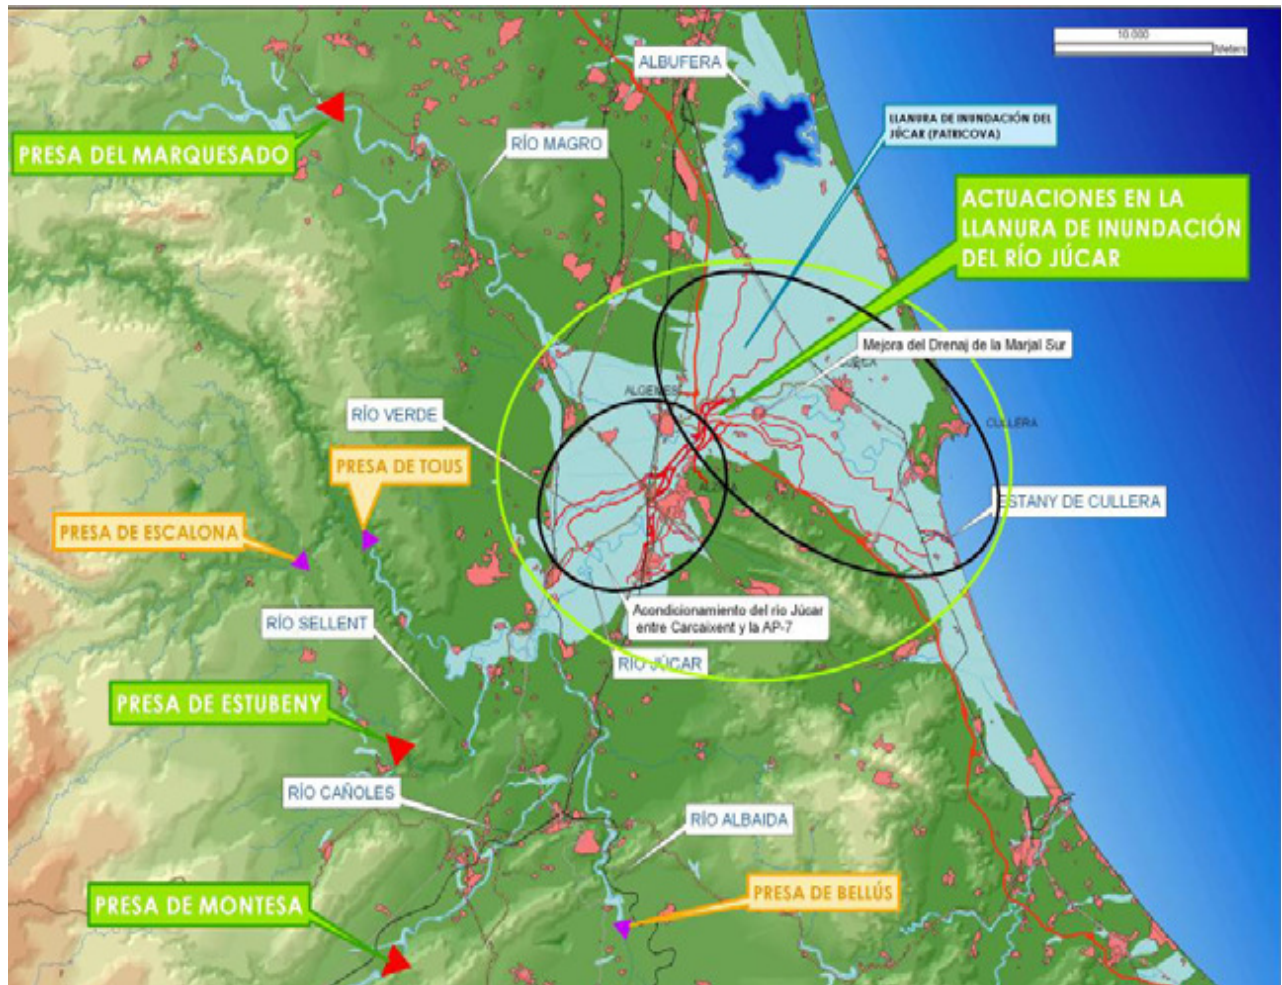 10.000
Meters
ALBUFERA
LLANURA DE INUNDACIÓN DEL
JÚCAR (PATRICOVA)
PRESA DEL MARQUESADO
RÍO MAGRO
ACTUACIONES EN LA
LLANURA DE INUNDACIÓN
DEL RÍO JÚCAR
Mejora del Drenaj de la Marjal Sur
RÍO VERDE
CULLERA
PRESA DE TOUS
ESTANY DE CULLERA
PRESA DE ESCALONA
Acondicionamiento del rio Júcar
entre Carcaixent y la AP-7
RÍO SELLENT
RÍO JÚCAR
PRESA DE ESTUBENY
RÍO CAÑOLES
RÍO ALBAIDA
PRESA DE BELLÚS
PRESA DE MONTESA